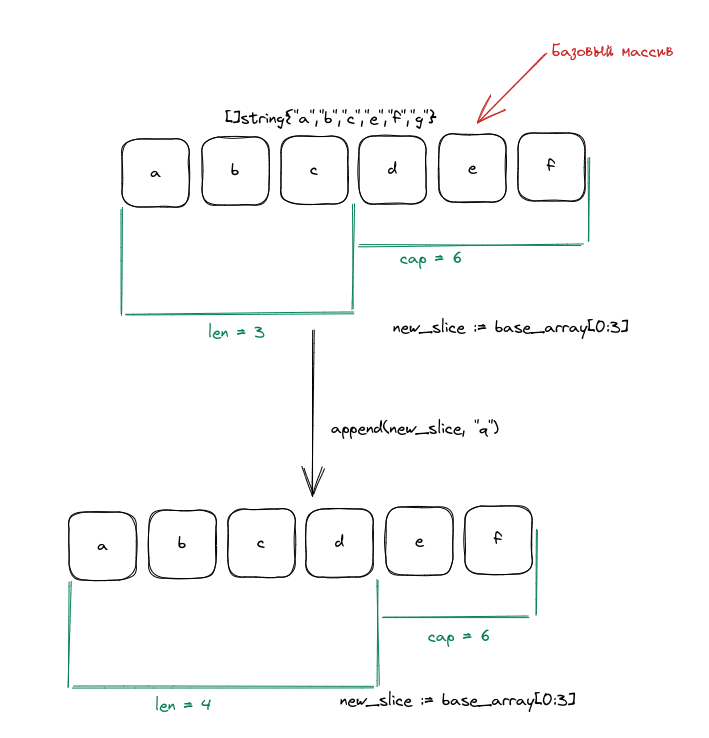 Базовый массив
[]string{"a","b","c","e","f","g"}
a b c d e f
cap = 6
len = 3
new_slice := base_array[0:3]
append(new_slice, "a")
a b c d e f
cap = 6
len = 4
new_slice := base_array[0:3]